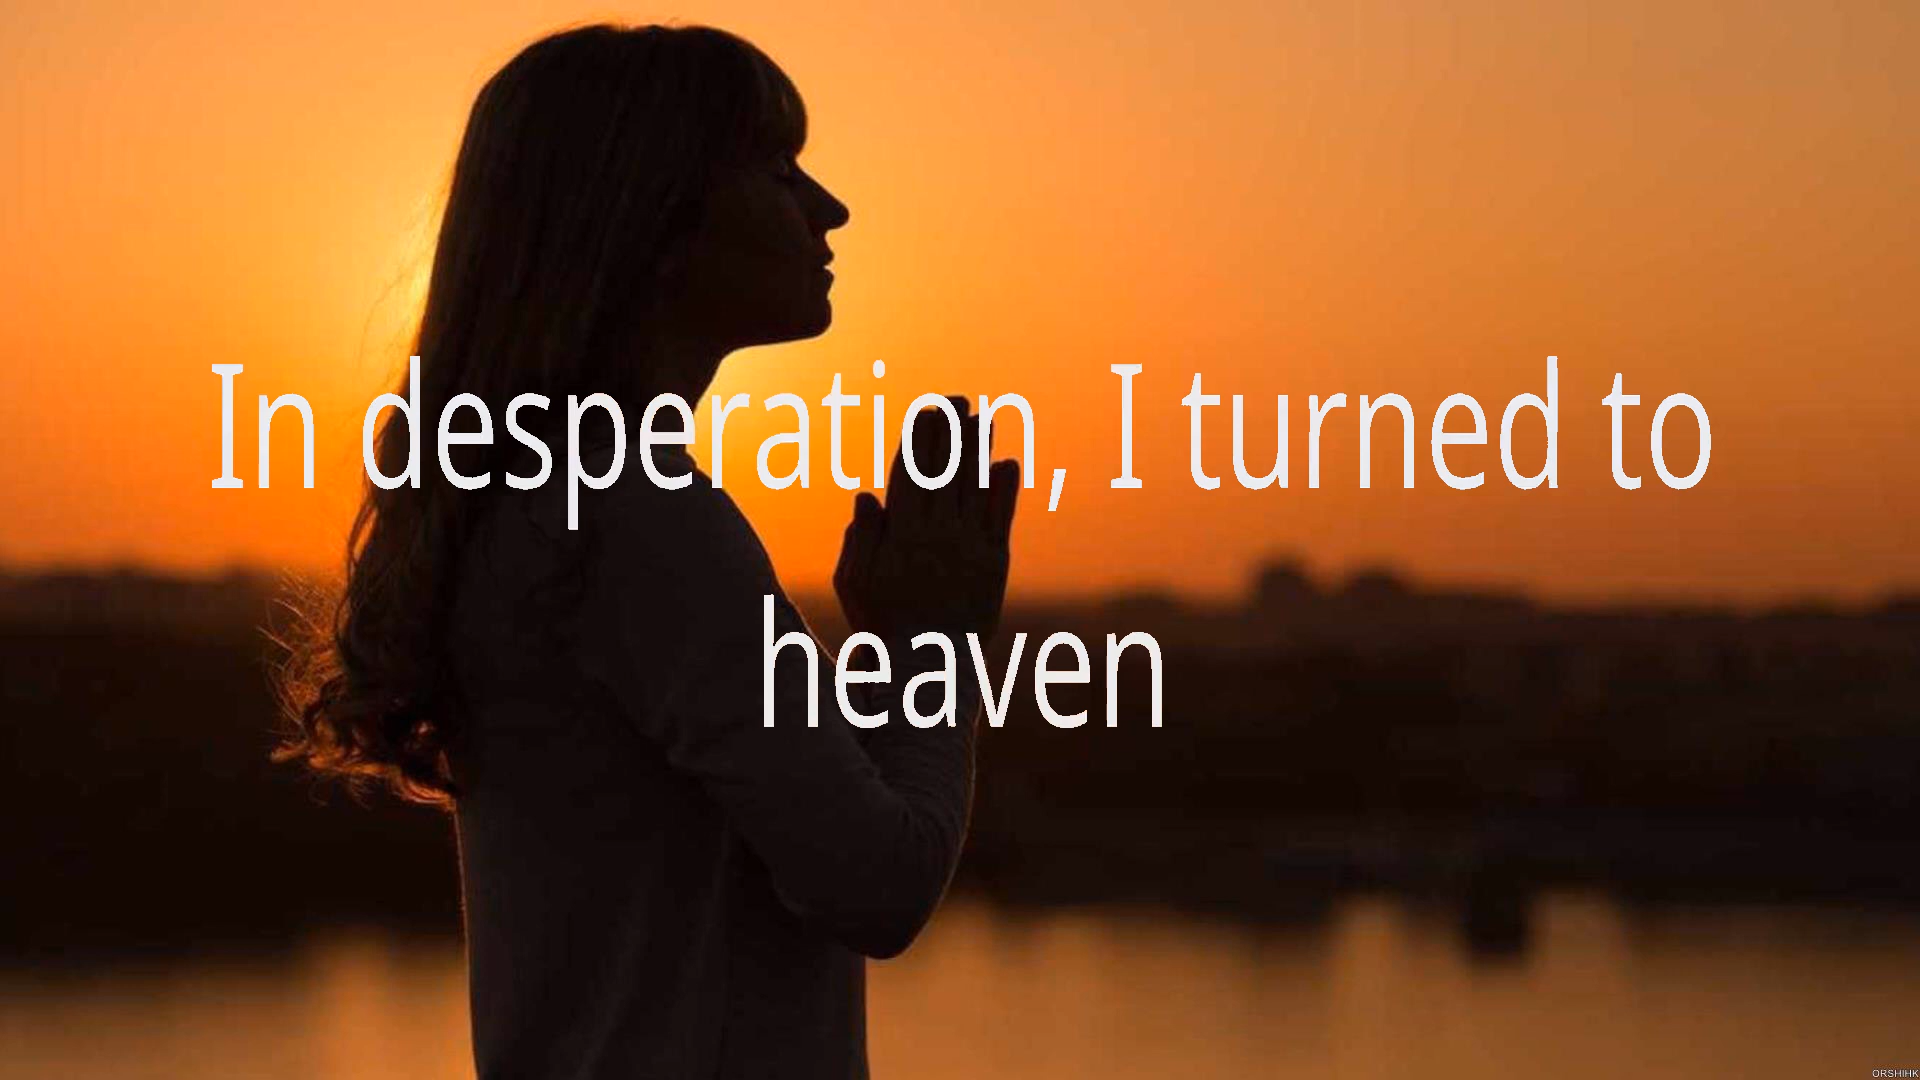 In desperation, I turned to
heaven
ORSHIHK